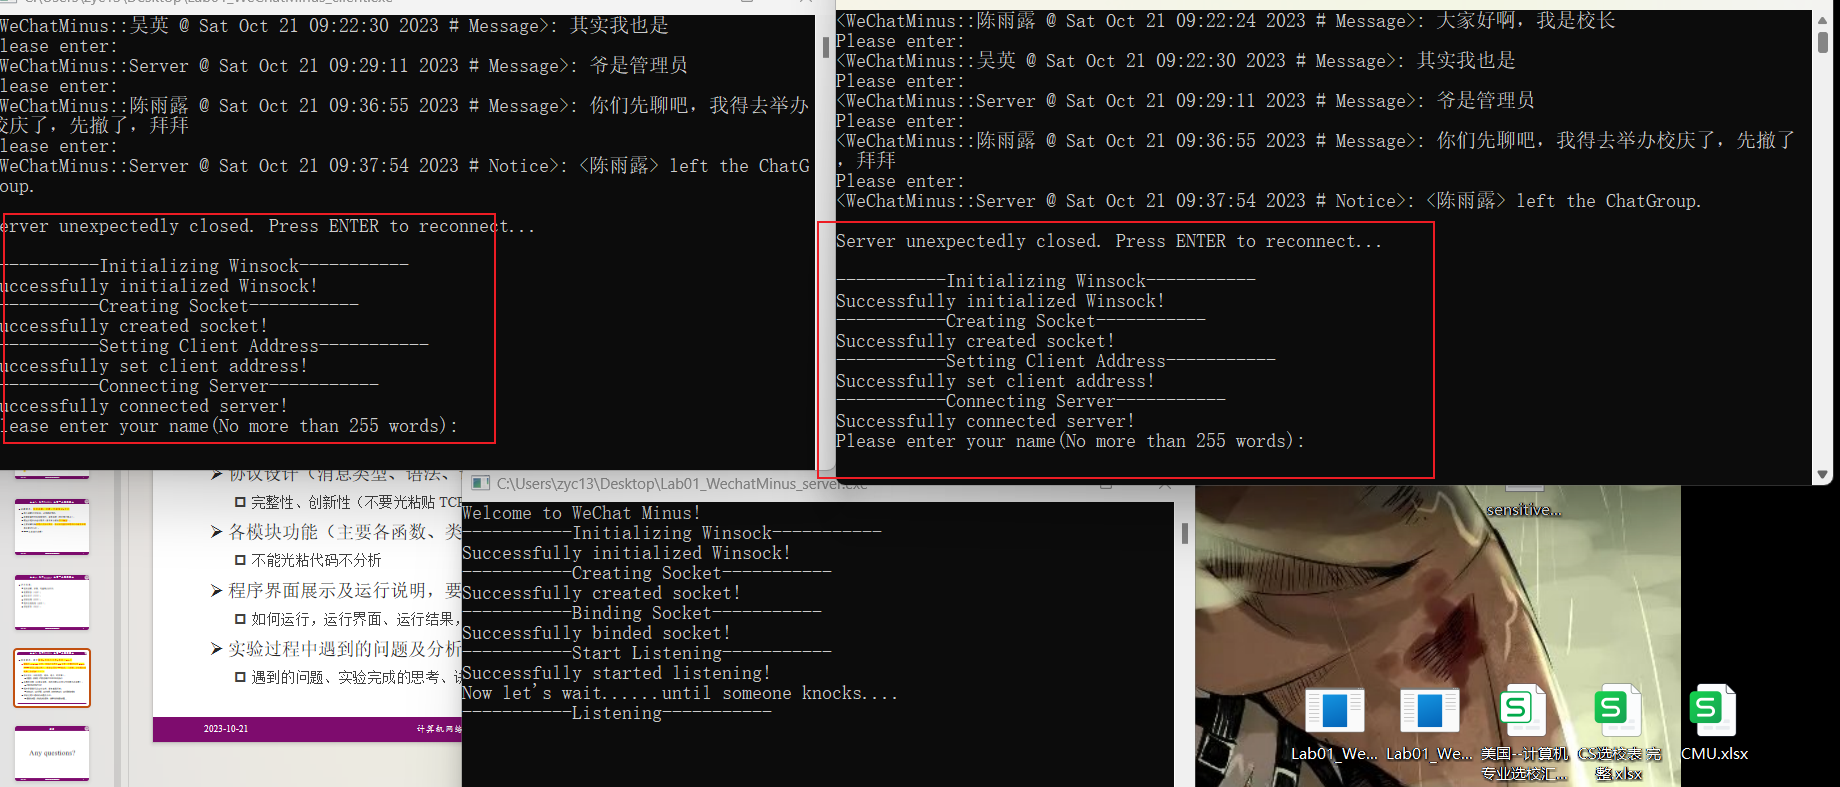 C:\Users\zyc13\Desktop\Lab01_WeChatMinus_client.exe
WeChatMinus::吴英 @ Sat Oct 21 09:22:30 2023 # Message>: 其实我也是
lease enter:
WeChatMinus::Server @ Sat Oct 21 09:29:11 2023 # Message>: 爷是管理员
lease enter:
WeChatMinus::陈雨露 @ Sat Oct 21 09:36:55 2023 # Message>: 你们先聊吧，我得去举办
校庆了，先撤了，拜拜
lease enter:
WeChatMinus::Server @ Sat Oct 21 09:37:54 2023 # Notice>: <陈雨露> left the ChatG
oup.
erver unexpectedly closed. Press ENTER to reconnect...
----------Initializing Winsock-----------
uccessfully initialized Winsock!
----------Creating Socket-----------
uccessfully created socket!
----------Setting Client Address-----------
uccessfully set client address!
----------Connecting Server-----------
uccessfully connected server!
lease enter your name(No more than 255 words):
<WeChatMinus::陈雨露 @ Sat Oct 21 09:22:24 2023 # Message>: 大家好啊，我是校长
Please enter:
<WeChatMinus::吴英 @ Sat Oct 21 09:22:30 2023 # Message>: 其实我也是
Please enter:
<WeChatMinus::Server @ Sat Oct 21 09:29:11 2023 # Message>: 爷是管理员
Please enter:
<WeChatMinus::陈雨露 @ Sat Oct 21 09:36:55 2023 # Message>: 你们先聊吧，我得去举办校庆了，先撤了
，拜拜
Please enter:
<WeChatMinus::Server @ Sat Oct 21 09:37:54 2023 # Notice>: <陈雨露> left the ChatGroup.
Server unexpectedly closed. Press ENTER to reconnect...
-----------Initializing Winsock-----------
Successfully initialized Winsock!
-----------Creating Socket-----------
Successfully created socket!
-----------Setting Client Address-----------
Successfully set client address!
-----------Connecting Server-----------
Successfully connected server!
Please enter your name(No more than 255 words):
协议设计（消息类型、语法、
完整性、创新性（不要光粘贴 TCP
各模块功能（主要各函数、类
不能光粘代码不分析
程序界面展示及运行说明，要
如何运行，运行界面、运行结果，
实验过程中遇到的问题及分析
遇到的问题、实验完成的思考、
2023-10-21
计算机网络
Any questions?
C:\Users\zyc13\Desktop\Lab01_WechatMinus_server.exe
Welcome to WeChat Minus!
-----------Initializing Winsock-----------
Successfully initialized Winsock!
-----------Creating Socket-----------
Successfully created socket!
-----------Binding Socket-----------
Successfully binded socket!
-----------Start Listening-----------
Successfully started listening!
Now let's wait......until someone knocks....
-----------Listening-----------
sensitive...
Lab01_We...
Lab01_We...
美国--计算机
专业选校汇...
CS选校表 完
整.xlsx
CMU.xlsx